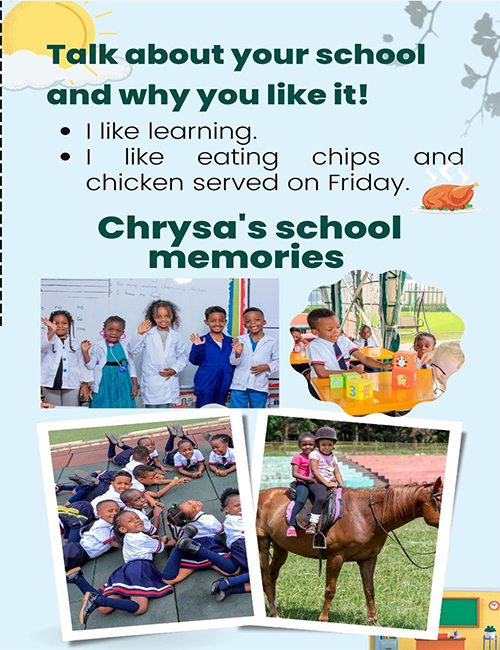 Talk about your school
and why you like it!
• I like learning.
• I like eating chips and
chicken served on Friday.
Chrysa's school
memories
3